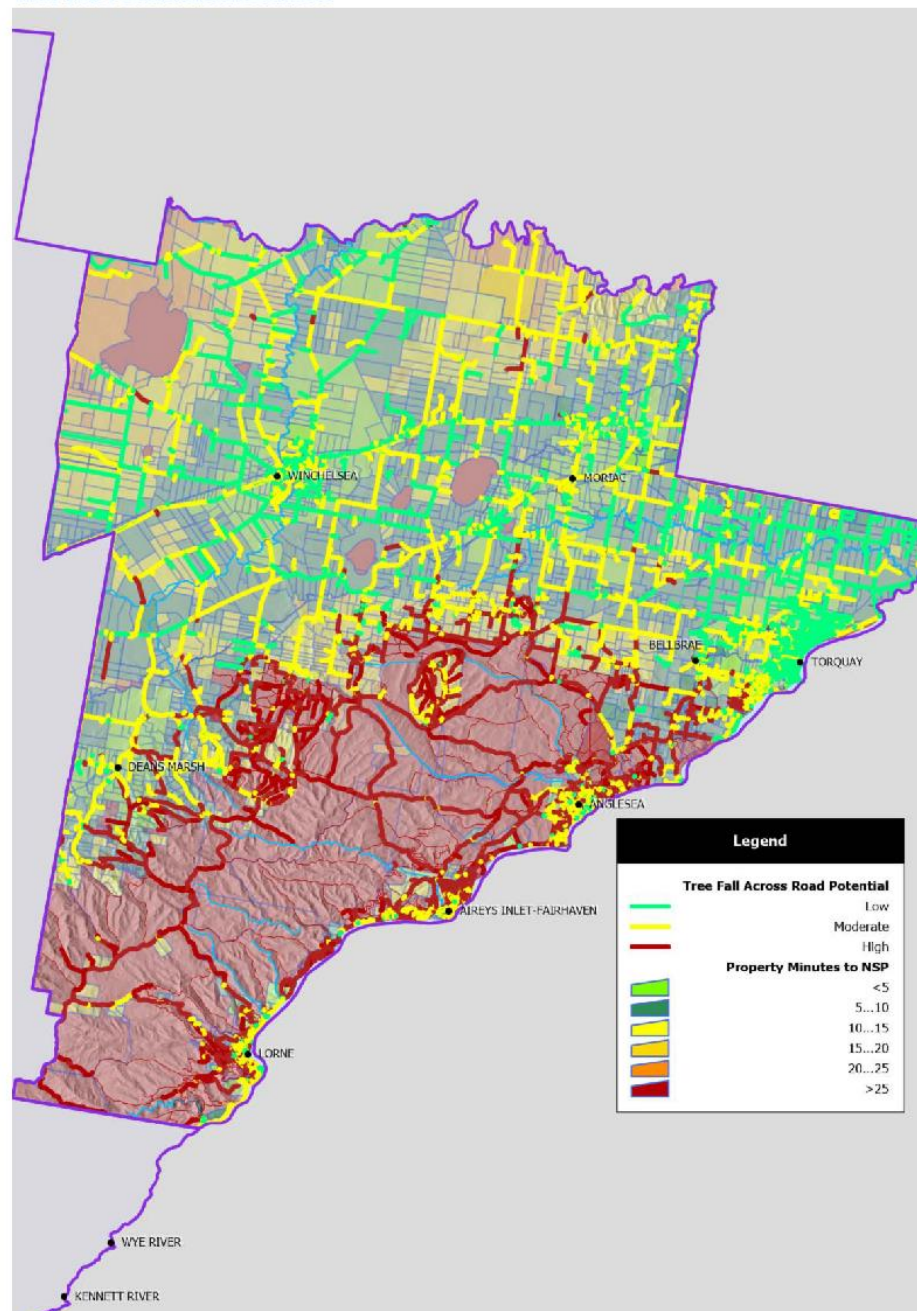 WINCHELSEA
MORIAC
BELLBRAE
TORQUAY
DEANS MARSH
ANGLESEA
AIREYS INLET-FAIRHAVEN
LORNE
WYE RIVER
KENNETT RIVER
Legend
Tree Fall Across Road Potential
Low
Moderate
High
Property Minutes to NSP
<5
5...10
10...15
15...20
20...25
>25